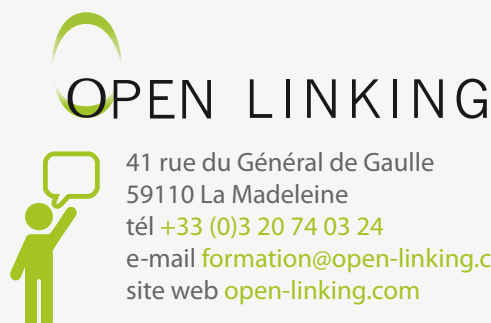 OPEN LINKING
41 rue du Général de Gaulle
59110 La Madeleine
tél +33 (0)3 20 74 03 24
e-mail formation@open-linking.c
site web open-linking.com